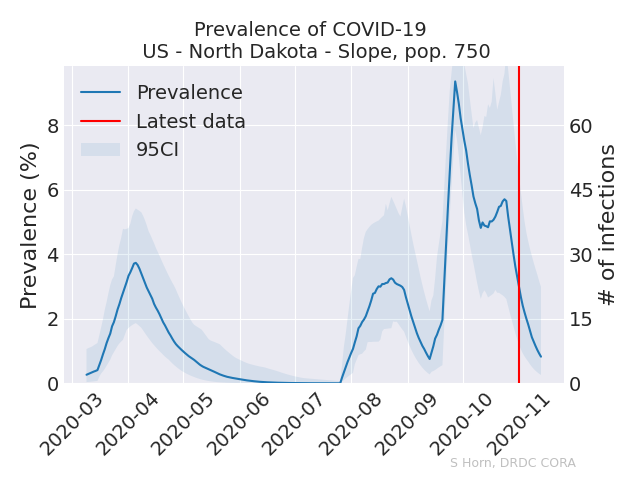 Prevalence of COVID-19
US - North Dakota - Slope, pop. 750
Prevalence
Latest data
95CI
Prevalence (%)
0
2
4
6
8
# of infections
0
15
30
45
60
2020-03
2020-04
2020-05
2020-06
2020-07
2020-08
2020-09
2020-10
2020-11
S Horn, DRDC CORA